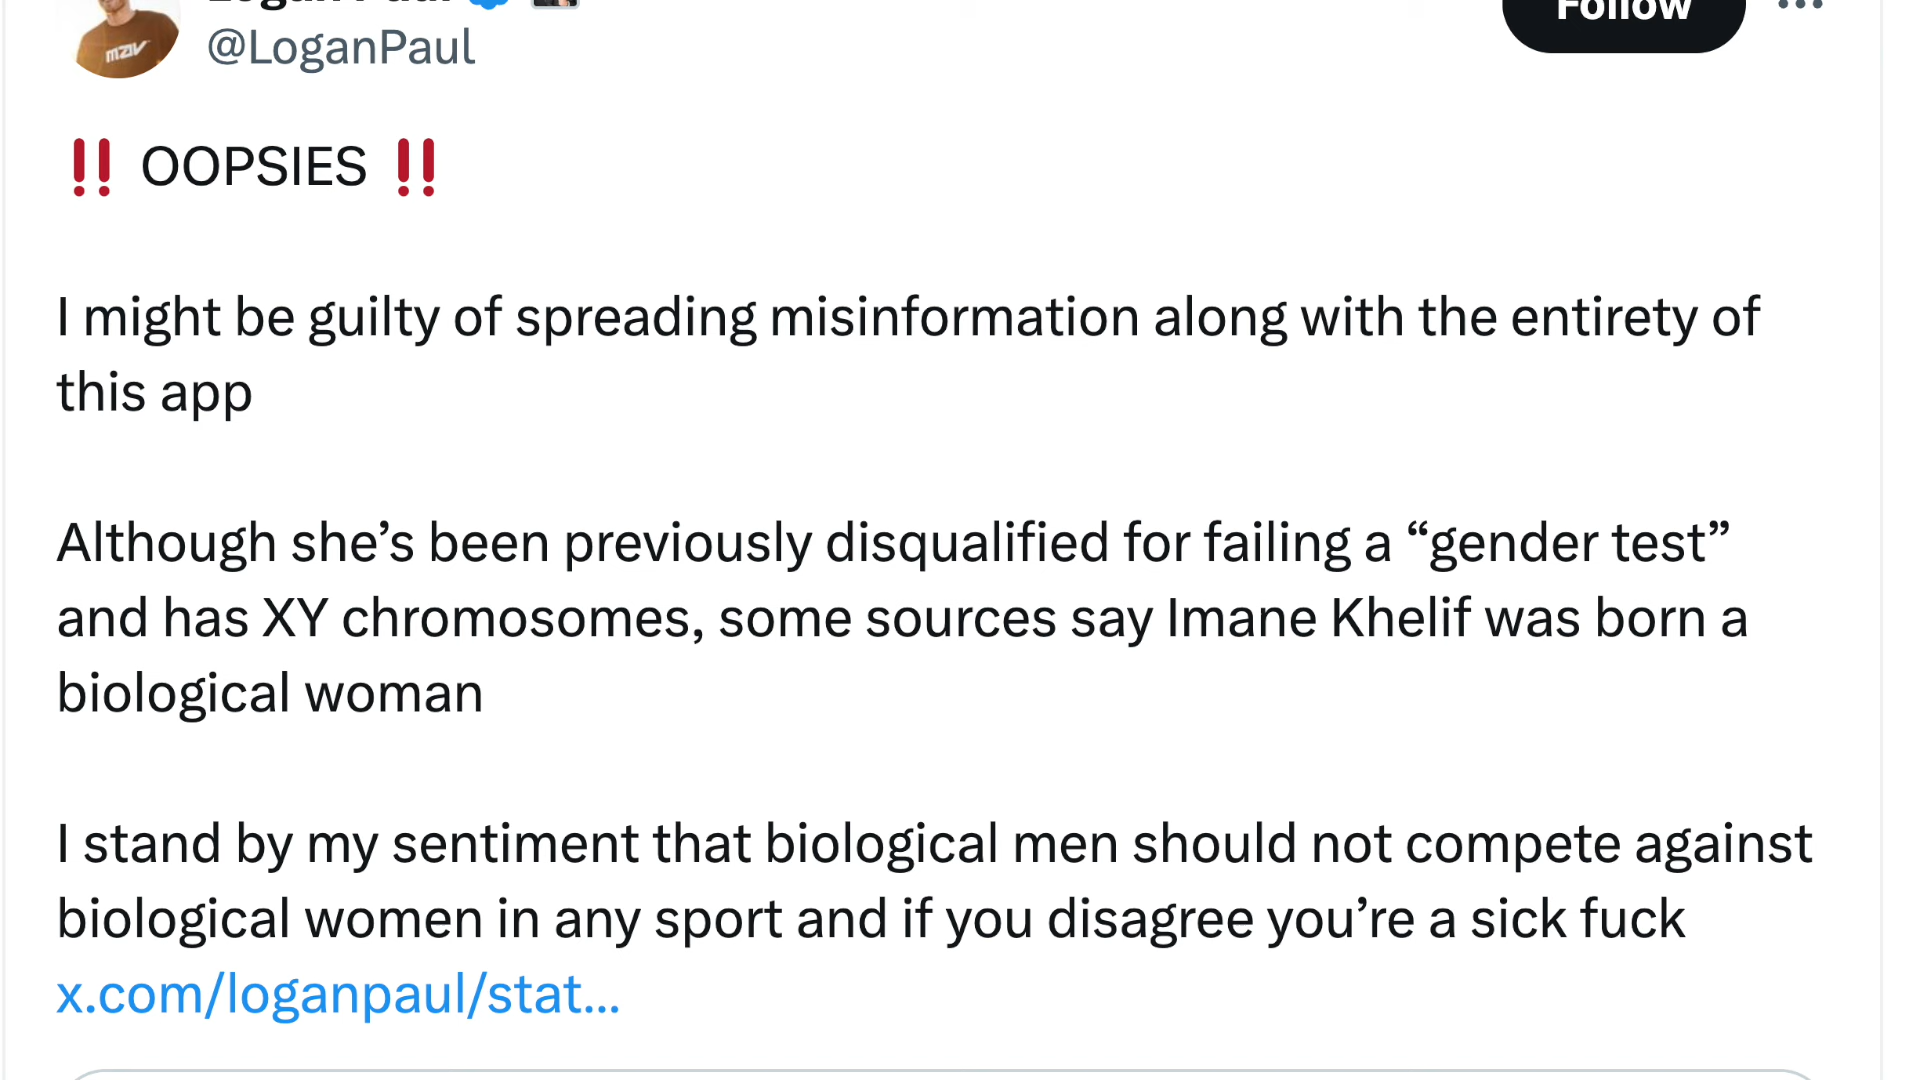 Logan Paul
Follow
@LoganPaul
mzlv
‼️ OOPSIES ‼️
I might be guilty of spreading misinformation along with the entirety of
this app
Although she’s been previously disqualified for failing a “gender test”
and has XY chromosomes, some sources say Imane Khelif was born a
biological woman
I stand by my sentiment that biological men should not compete against
biological women in any sport and if you disagree you’re a sick fuck
x.com/loganpaul/stat…